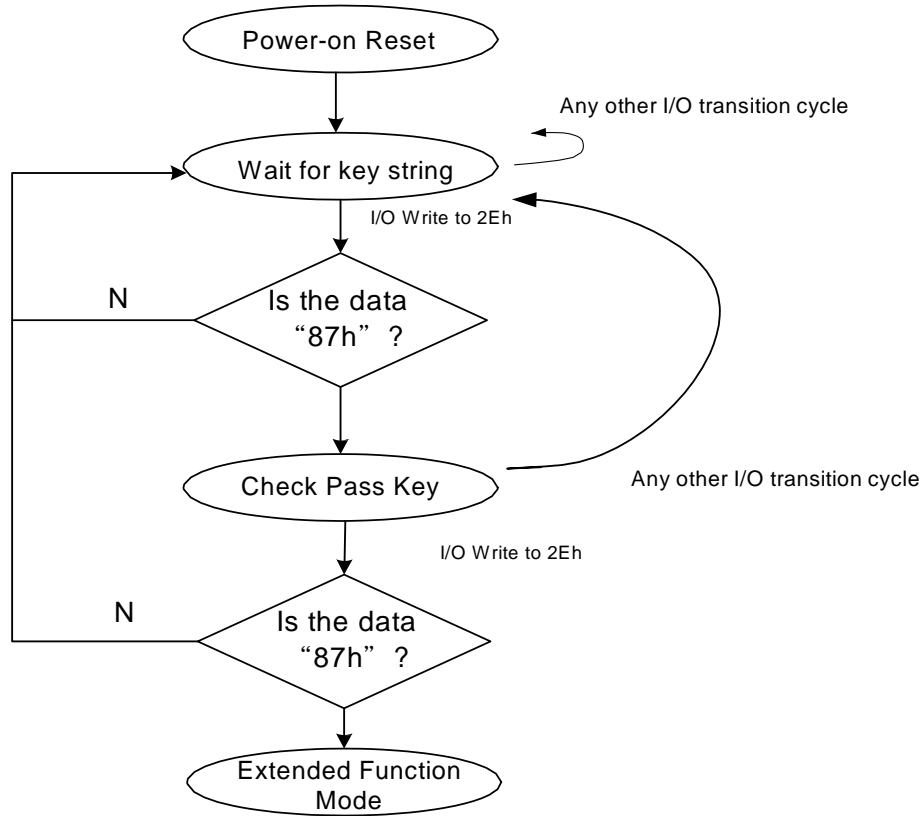 Power-on Reset
Any other I/O transition cycle
Wait for key string
I/O Write to 2Eh
Is the data
“87h” ?
N
Check Pass Key
Any other I/O transition cycle
I/O Write to 2Eh
Is the data
“87h” ?
N
Extended Function
Mode